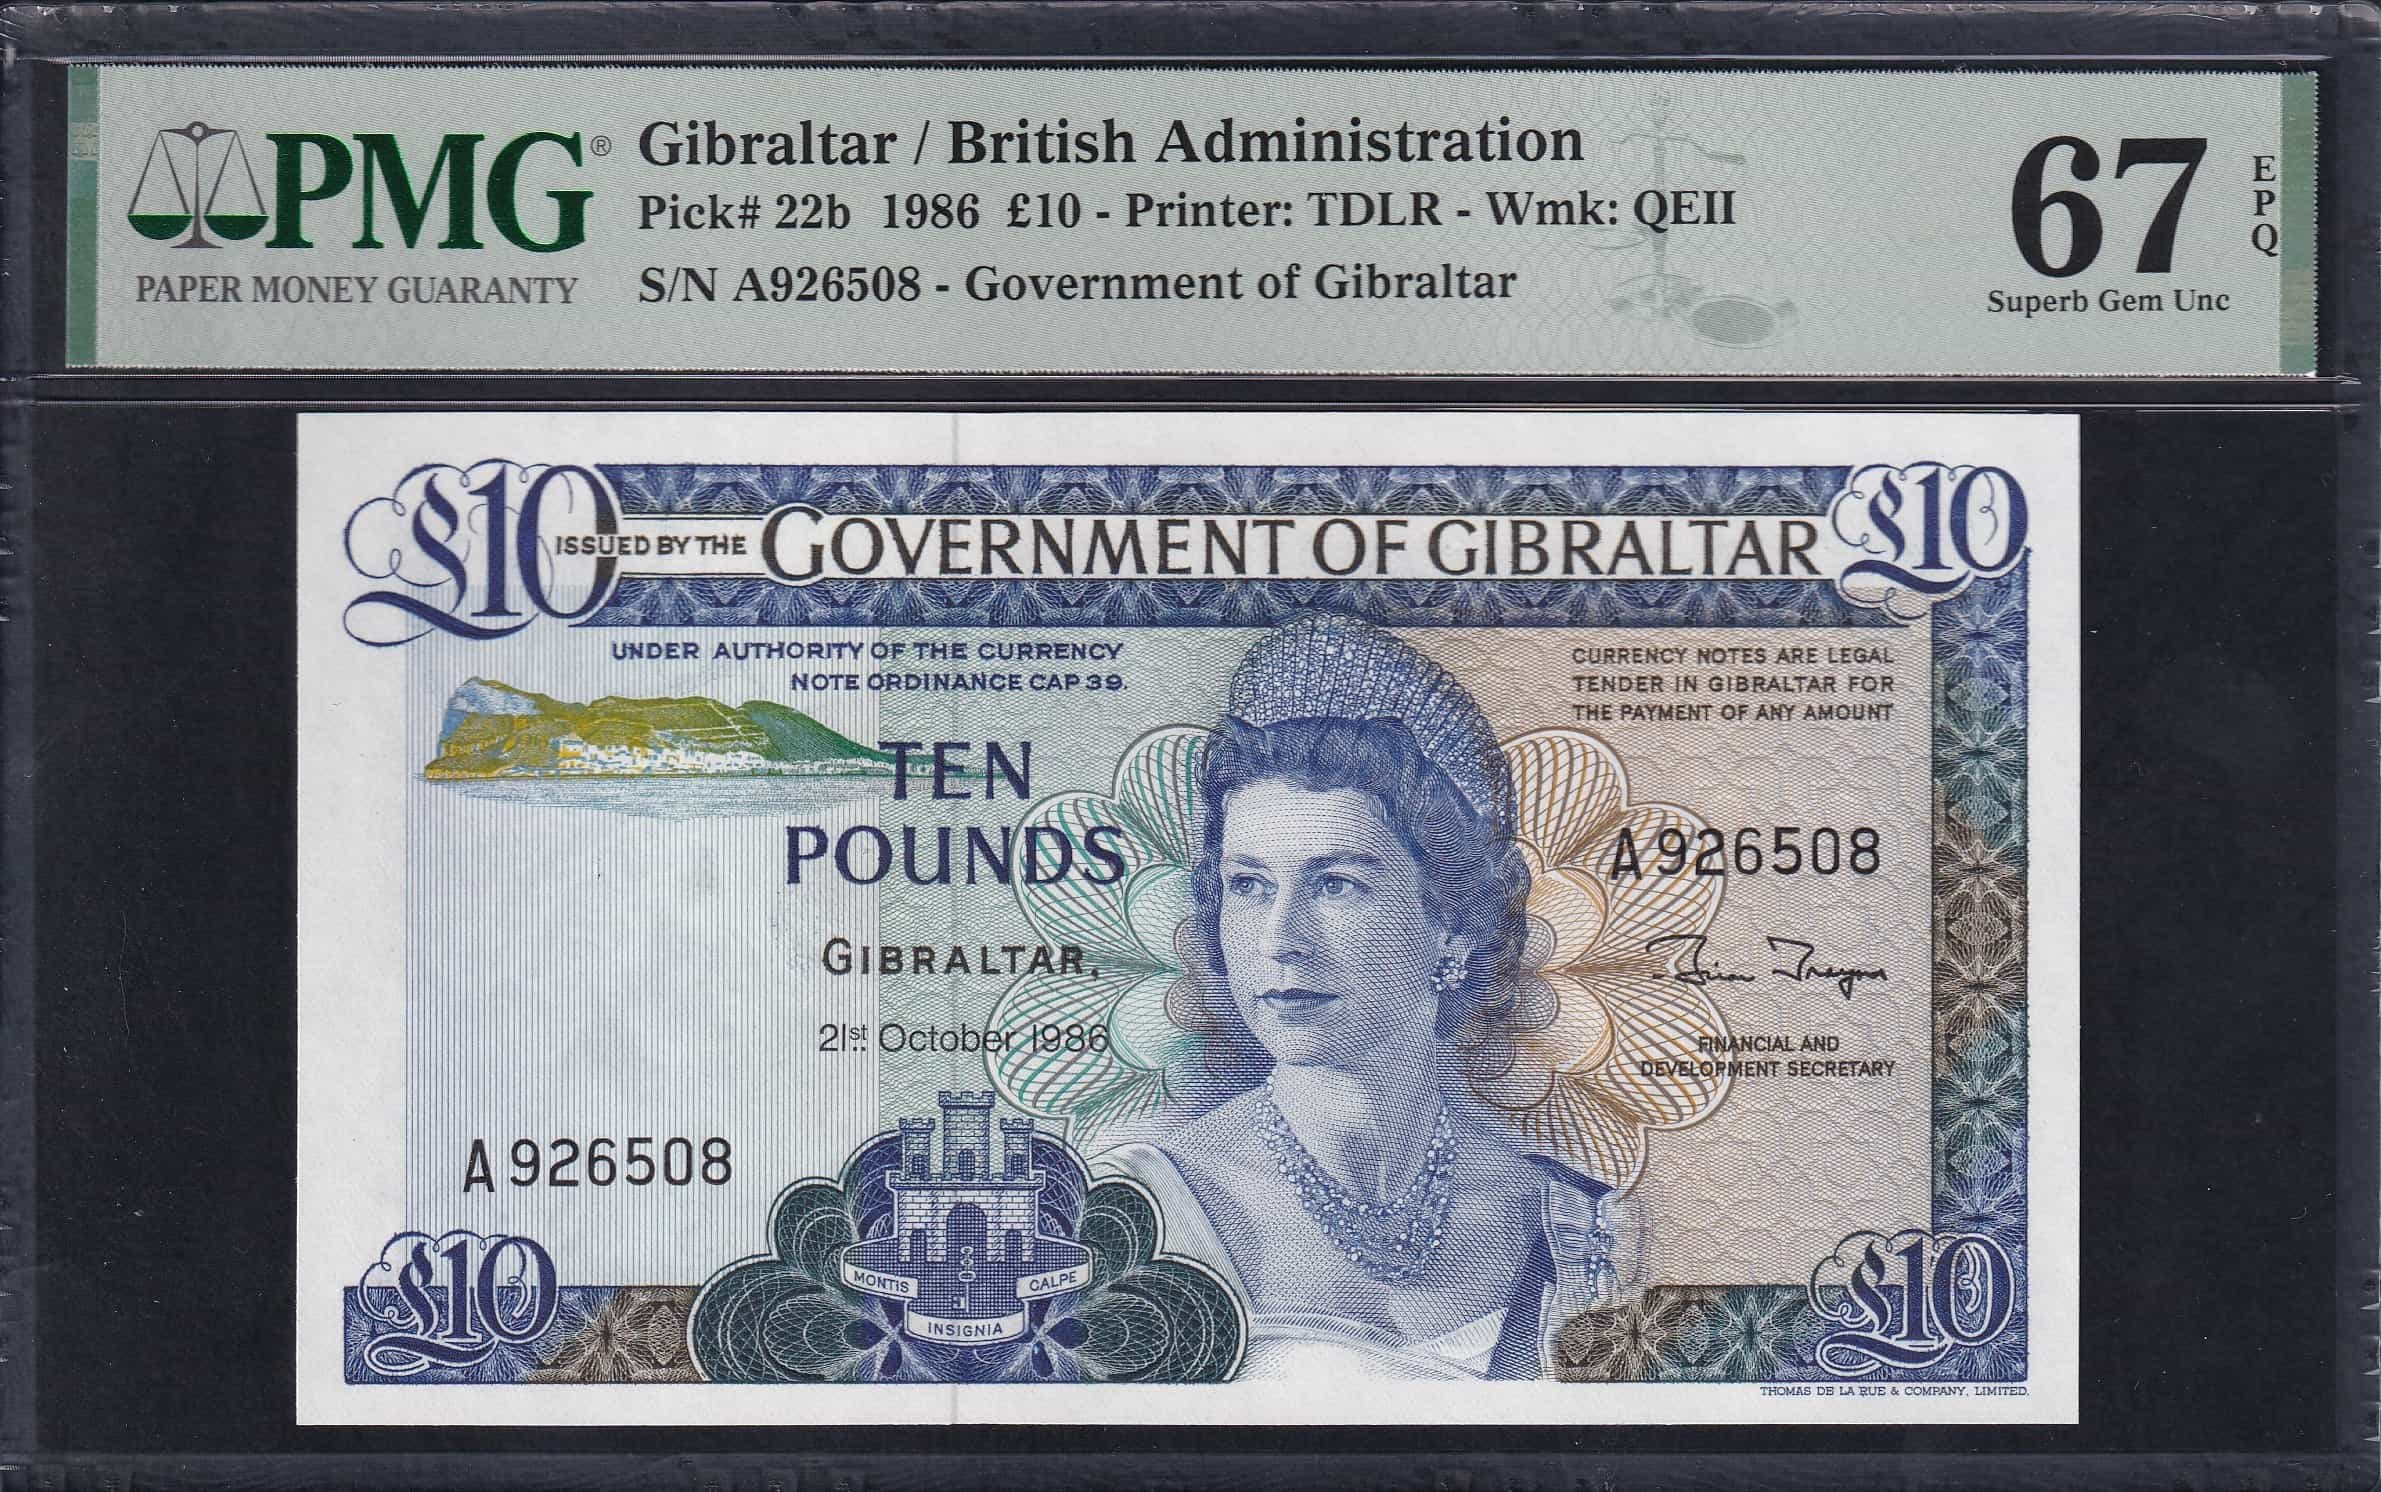 PMG®
PAPER MONEY GUARANTY
Gibraltar / British Administration
Pick# 22b 1986 £10 - Printer: TDLR - Wmk: QEII
S/N A926508 - Government of Gibraltar
67
EPQ
Superb Gem Unc
£10
ISSUED BY THE GOVERNMENT OF GIBRALTAR
£10
UNDER AUTHORITY OF THE CURRENCY
NOTE ORDINANCE CAP 39.
CURRENCY NOTES ARE LEGAL
TENDER IN GIBRALTAR FOR
THE PAYMENT OF ANY AMOUNT
TEN
POUNDS
A926508
GIBRALTAR,
21st October 1986
Brian Traynor
FINANCIAL AND
DEVELOPMENT SECRETARY
A926508
MONTIS
INSIGNIA
CALPE
£10
£10
THOMAS DE LA RUE & COMPANY, LIMITED.